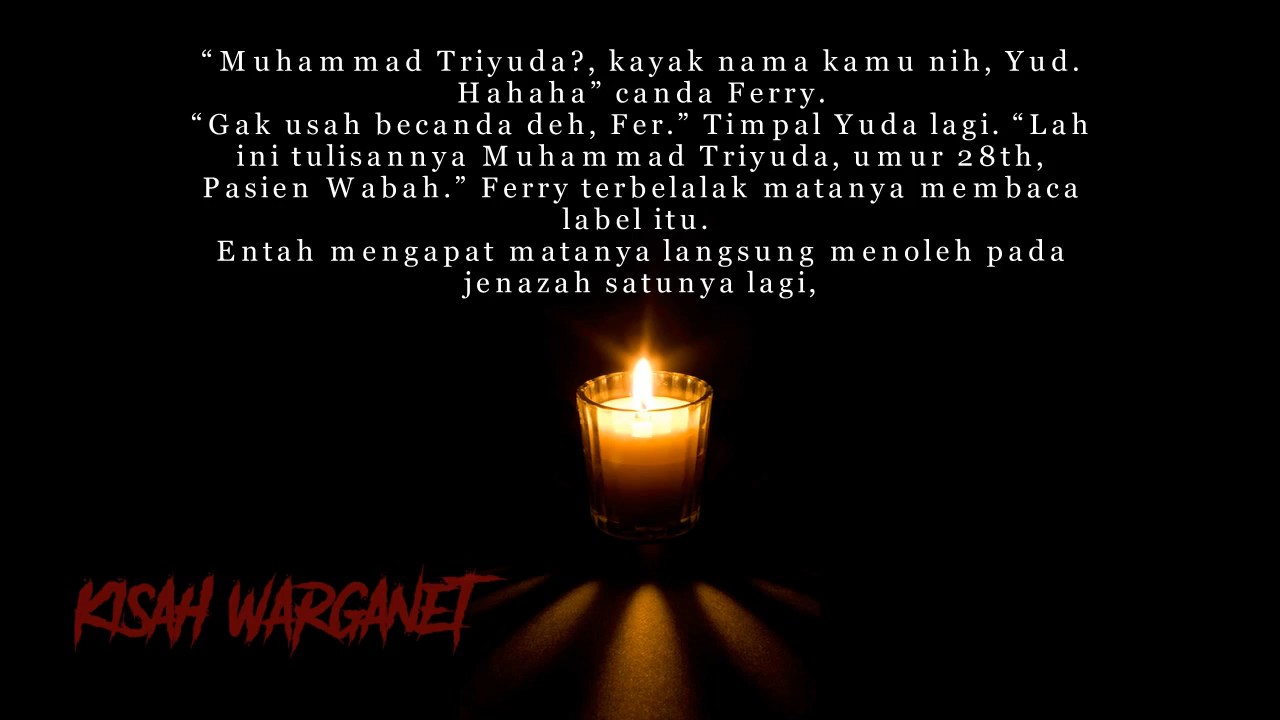 “Muhammad Triyuda?, kayak nama kamu nih, Yud.
Hahaha” canda Ferry.
“Gak usah becanda deh, Fer.” Timpal Yuda lagi. “Lah
ini tulisannya Muhammad Triyuda, umur 28th,
Pasien Wabah.” Ferry terbelalak matanya membaca
label itu.
Entah mengapat matanya langsung menoleh pada
jenazah satunya lagi,
KISAH WARGANET